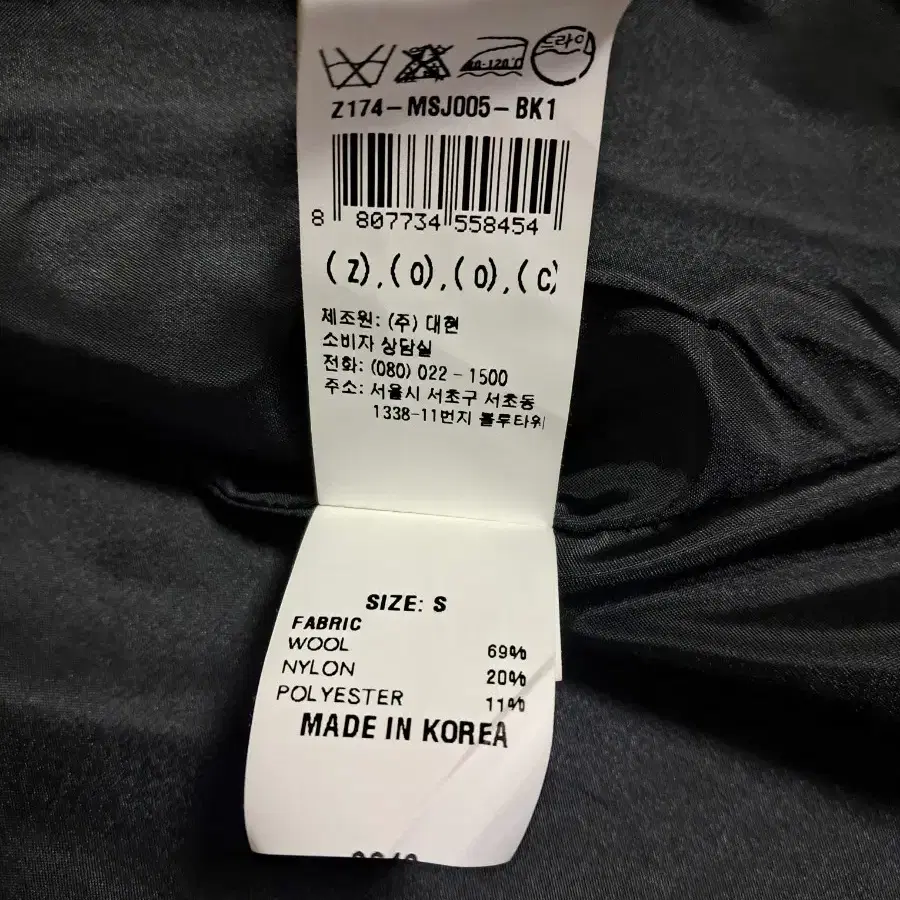 드라이
40-120℃
Z174-MSJ005-BK1
8 807734 558454
(Z),(O),(O),(C)
제조원: (주) 대현
소비자 상담실
전화: (080) 022-1500
주소: 서울시 서초구 서초동
1338-11번지 블루타워
SIZE: S
FABRIC
WOOL 69%
NYLON 20%
POLYESTER 11%
MADE IN KOREA